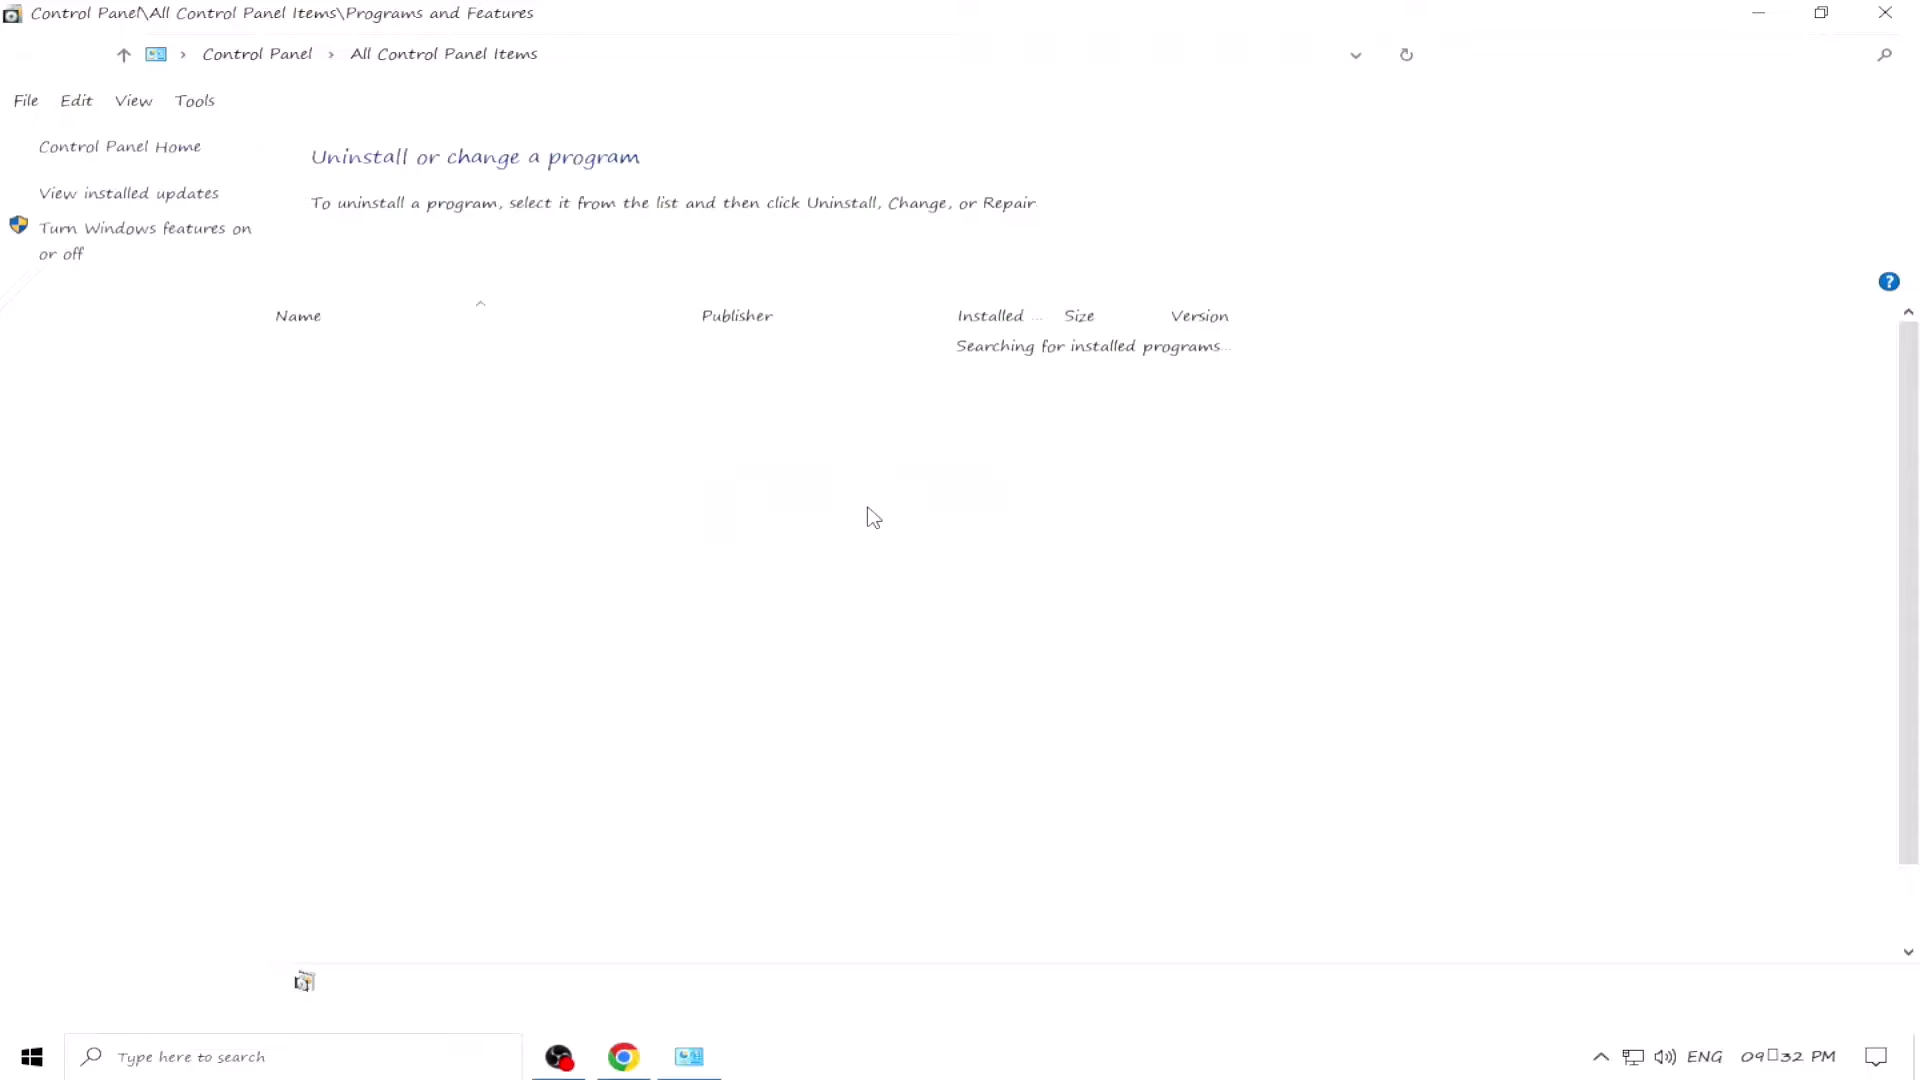 Control Panel\All Control Panel Items\Programs and Features
Control Panel › All Control Panel Items
File Edit View Tools
Control Panel Home
Uninstall or change a program
View installed updates
To uninstall a program, select it from the list and then click Uninstall, Change, or Repair.
Turn Windows features on
or off
?
Name Publisher Installed ... Size Version
Searching for installed programs...
Type here to search
ENG 09▯32 PM